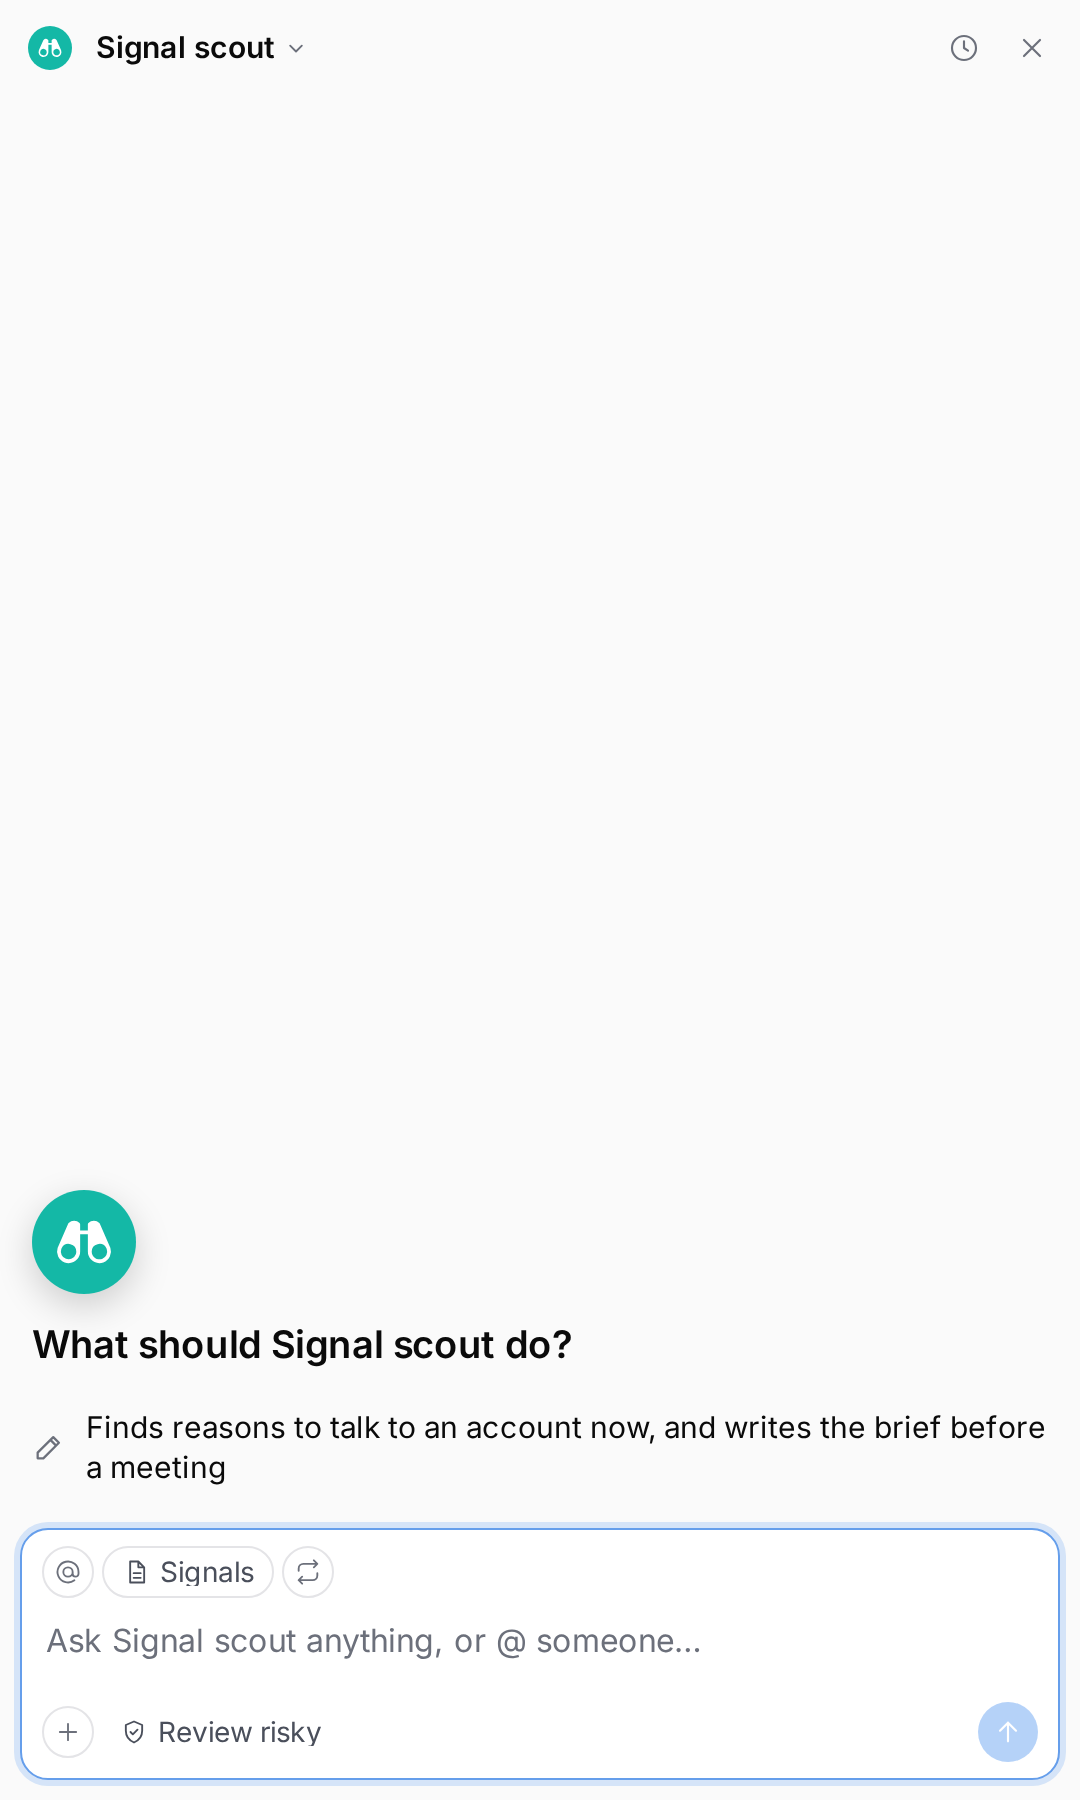 Signal scout
What should Signal scout do?
Finds reasons to talk to an account now, and writes the brief before
a meeting
@ Signals
Ask Signal scout anything, or @ someone...
Review risky